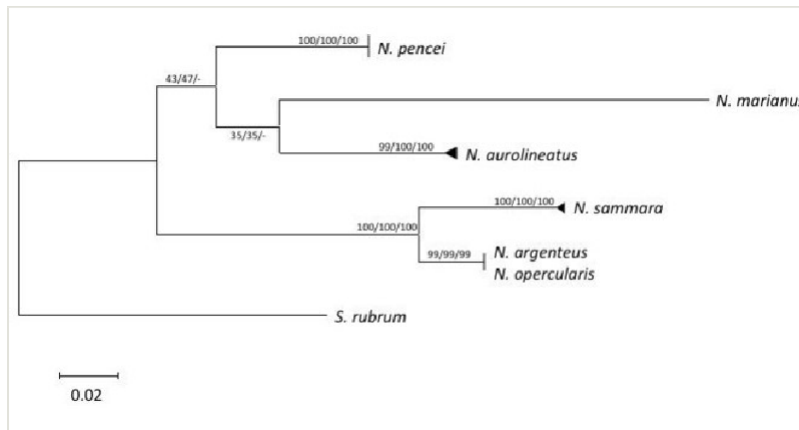 100/100/100
N. pencei
43/47/-
N. marianus
35/35/-
99/100/100
N. aurolineatus
100/100/100
N. sammara
100/100/100
99/99/99
N. argenteus
N. opercularis
S. rubrum
0.02